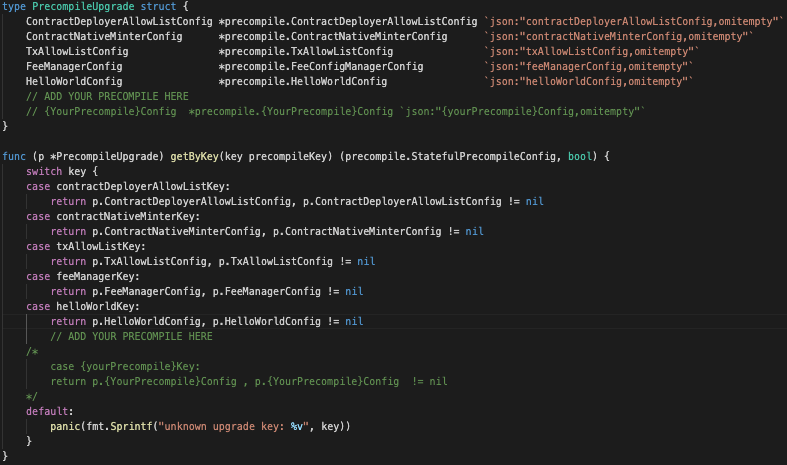 type PrecompileUpgrade struct {
    ContractDeployerAllowListConfig *precompile.ContractDeployerAllowListConfig `json:"contractDeployerAllowListConfig,omitempty"`
    ContractNativeMinterConfig      *precompile.ContractNativeMinterConfig      `json:"contractNativeMinterConfig,omitempty"`
    TxAllowListConfig               *precompile.TxAllowListConfig               `json:"txAllowListConfig,omitempty"`
    FeeManagerConfig                *precompile.FeeConfigManagerConfig          `json:"feeManagerConfig,omitempty"`
    HelloWorldConfig                *precompile.HelloWorldConfig                `json:"helloWorldConfig,omitempty"`
    // ADD YOUR PRECOMPILE HERE
    // {YourPrecompile}Config  *precompile.{YourPrecompile}Config `json:"{yourPrecompile}Config,omitempty"`
}
func (p *PrecompileUpgrade) getByKey(key precompileKey) (precompile.StatefulPrecompileConfig, bool) {
    switch key {
    case contractDeployerAllowListKey:
        return p.ContractDeployerAllowListConfig, p.ContractDeployerAllowListConfig != nil
    case contractNativeMinterKey:
        return p.ContractNativeMinterConfig, p.ContractNativeMinterConfig != nil
    case txAllowListKey:
        return p.TxAllowListConfig, p.TxAllowListConfig != nil
    case feeManagerKey:
        return p.FeeManagerConfig, p.FeeManagerConfig != nil
    case helloWorldKey:
        return p.HelloWorldConfig, p.HelloWorldConfig != nil
        // ADD YOUR PRECOMPILE HERE
    /*
        case {yourPrecompile}Key:
        return p.{YourPrecompile}Config , p.{YourPrecompile}Config  != nil
    */
    default:
        panic(fmt.Sprintf("unknown upgrade key: %v", key))
    }
}